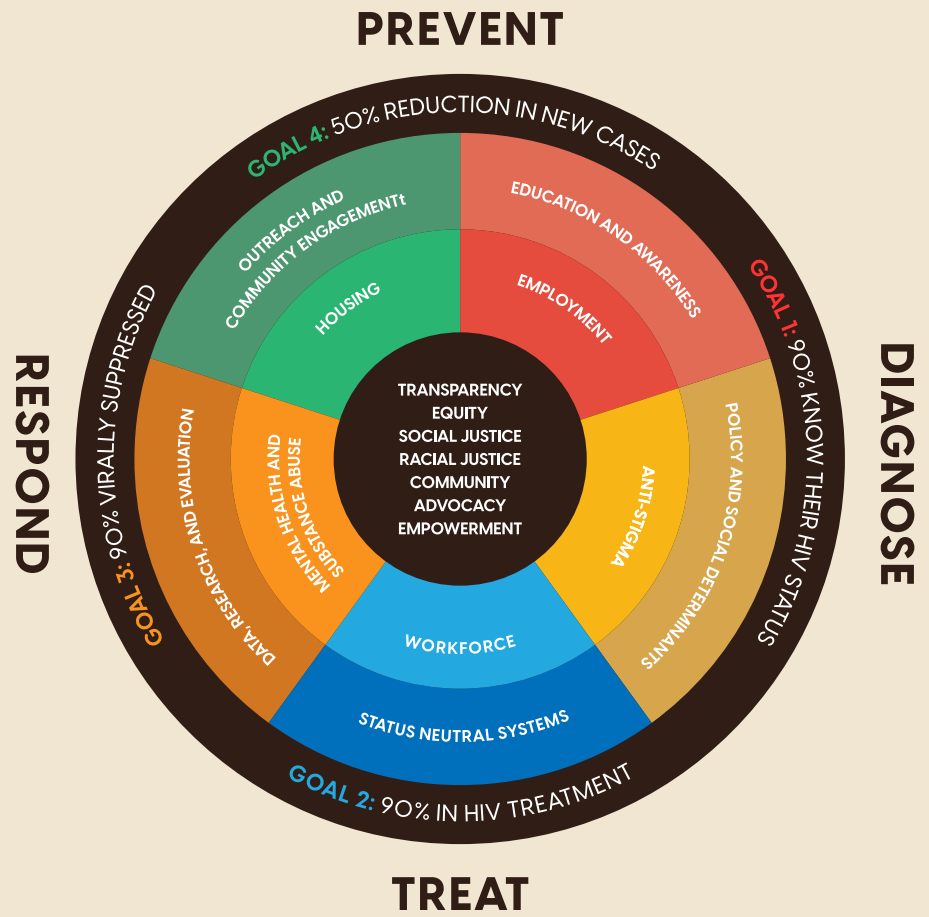 PREVENT
GOAL 4: 50% REDUCTION IN NEW CASES
OUTREACH AND
COMMUNITY ENGAGEMENTt
EDUCATION AND AWARENESS
HOUSING
EMPLOYMENT
GOAL 1: 90% KNOW THEIR HIV STATUS
DIAGNOSE
POLICY AND SOCIAL DETERMINANTS
ANTI-STIGMA
TRANSPARENCY
EQUITY
SOCIAL JUSTICE
RACIAL JUSTICE
COMMUNITY
ADVOCACY
EMPOWERMENT
RESPOND
GOAL 3: 90% VIRALLY SUPPRESSED
DATA, RESEARCH, AND EVALUATION
MENTAL HEALTH AND
SUBSTANCE ABUSE
WORKFORCE
STATUS NEUTRAL SYSTEMS
GOAL 2: 90% IN HIV TREATMENT
TREAT